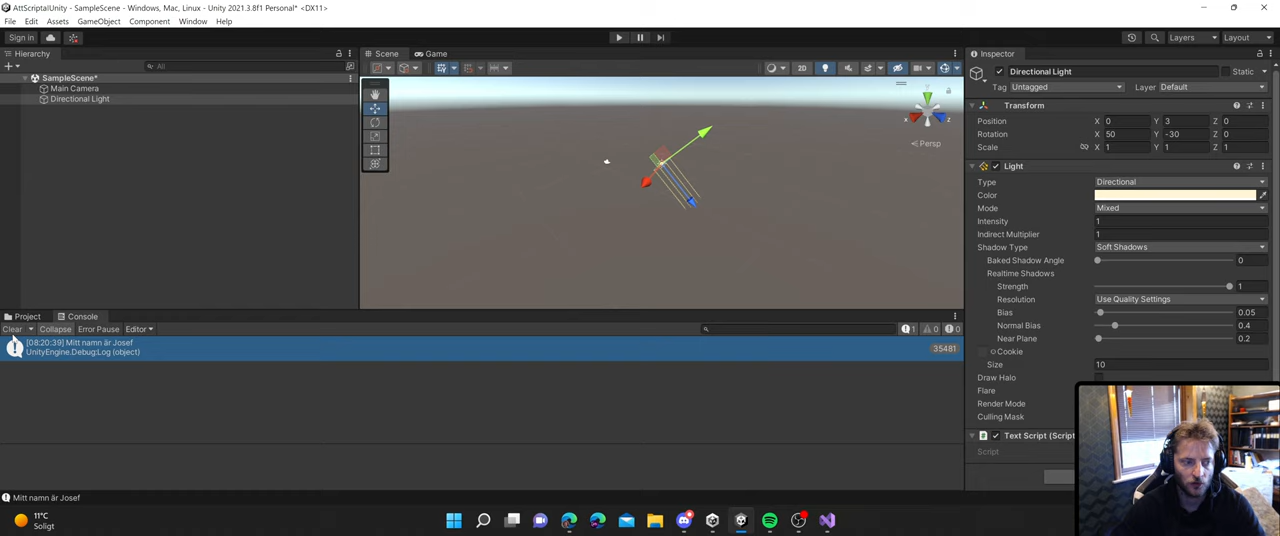 AttScriptaIUnity - SampleScene - Windows, Mac, Linux - Unity 2021.3.8f1 Personal* <DX11>
File Edit Assets GameObject Component Window Help
Sign in
Layers Layout
Hierarchy
All
SampleScene*
Main Camera
Directional Light
Scene Game
2D
y
x z
Persp
Inspector
Directional Light Static
Tag Untagged Layer Default
Transform
Position X 0 Y 3 Z 0
Rotation X 50 Y -30 Z 0
Scale X 1 Y 1 Z 1
Light
Type Directional
Color
Mode Mixed
Intensity 1
Indirect Multiplier 1
Shadow Type Soft Shadows
Baked Shadow Angle 0
Realtime Shadows
Strength 1
Resolution Use Quality Settings
Bias 0.05
Normal Bias 0.4
Near Plane 0.2
Cookie
Size 10
Draw Halo
Flare
Render Mode
Culling Mask
Text Script (Script
Script
Project Console
Clear Collapse Error Pause Editor
1 0 0
[08:20:39] Mitt namn är Josef
UnityEngine.Debug:Log (object)
35481
Mitt namn är Josef
11°C
Soligt